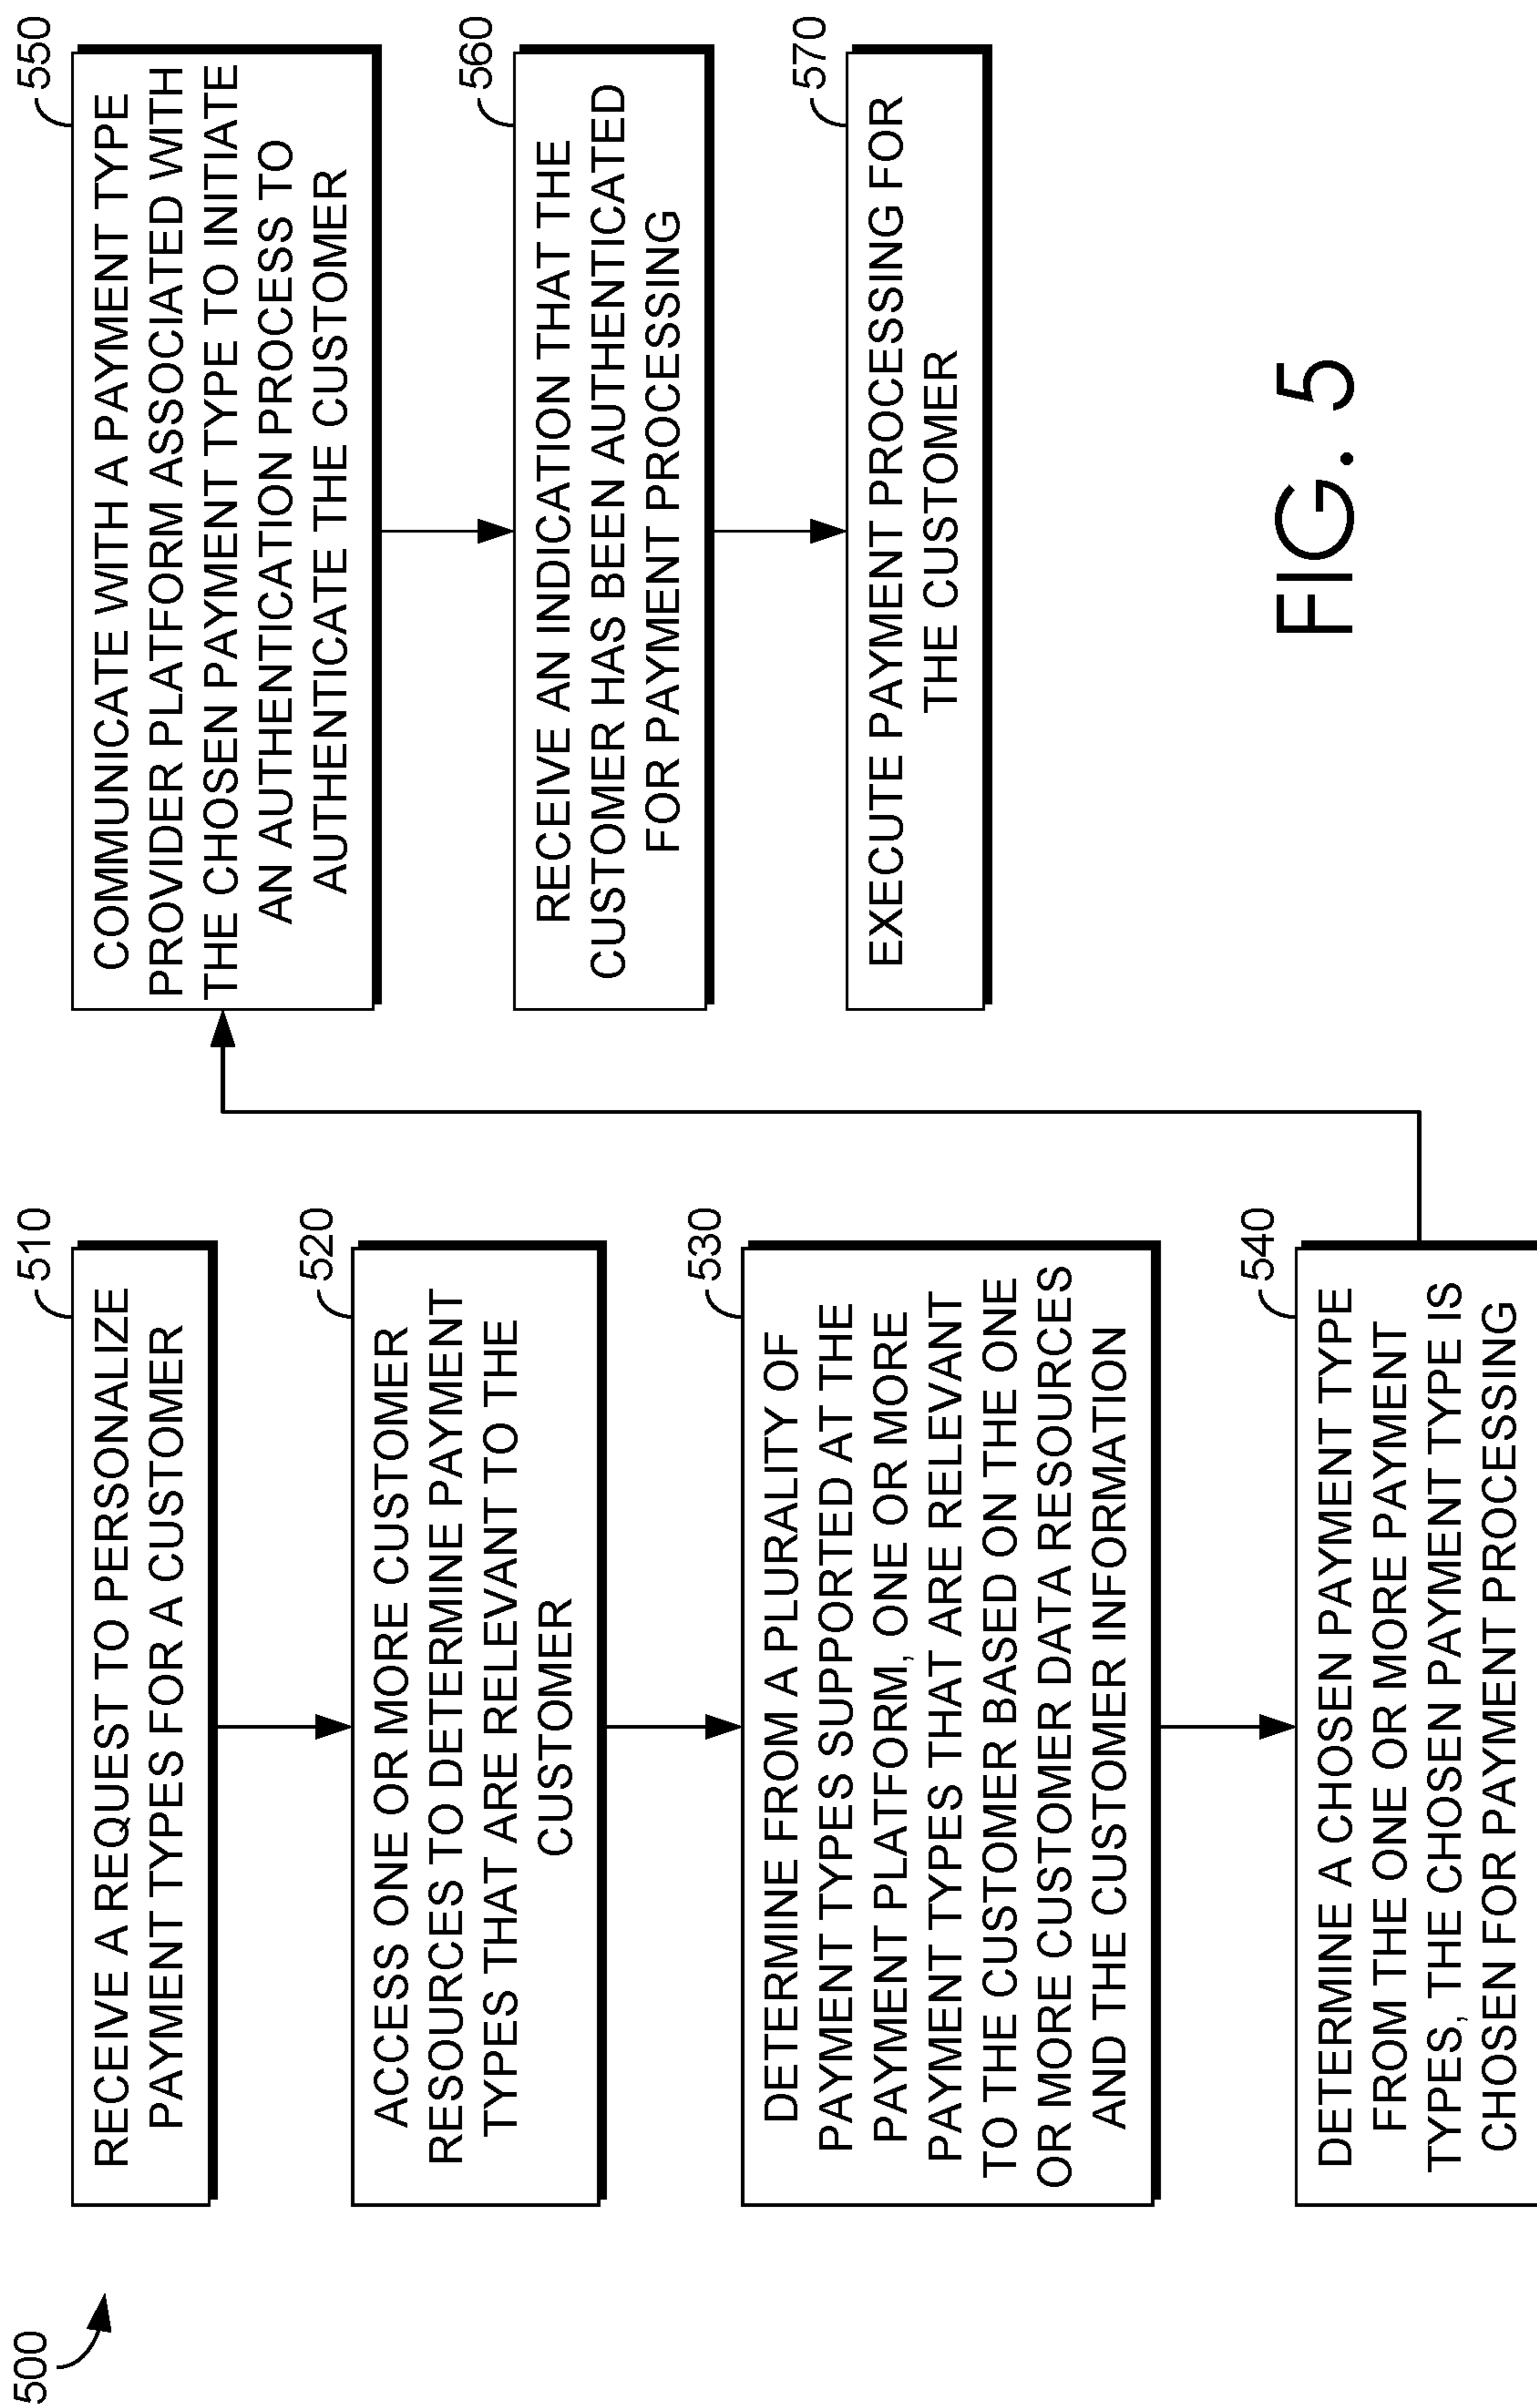 500
510
RECEIVE A REQUEST TO PERSONALIZE
PAYMENT TYPES FOR A CUSTOMER
520
ACCESS ONE OR MORE CUSTOMER
RESOURCES TO DETERMINE PAYMENT
TYPES THAT ARE RELEVANT TO THE
CUSTOMER
530
DETERMINE FROM A PLURALITY OF
PAYMENT TYPES SUPPORTED AT THE
PAYMENT PLATFORM, ONE OR MORE
PAYMENT TYPES THAT ARE RELEVANT
TO THE CUSTOMER BASED ON THE ONE
OR MORE CUSTOMER DATA RESOURCES
AND THE CUSTOMER INFORMATION
540
DETERMINE A CHOSEN PAYMENT TYPE
FROM THE ONE OR MORE PAYMENT
TYPES, THE CHOSEN PAYMENT TYPE IS
CHOSEN FOR PAYMENT PROCESSING
550
COMMUNICATE WITH A PAYMENT TYPE
PROVIDER PLATFORM ASSOCIATED WITH
THE CHOSEN PAYMENT TYPE TO INITIATE
AN AUTHENTICATION PROCESS TO
AUTHENTICATE THE CUSTOMER
560
RECEIVE AN INDICATION THAT THE
CUSTOMER HAS BEEN AUTHENTICATED
FOR PAYMENT PROCESSING
570
EXECUTE PAYMENT PROCESSING FOR
THE CUSTOMER
FIG. 5